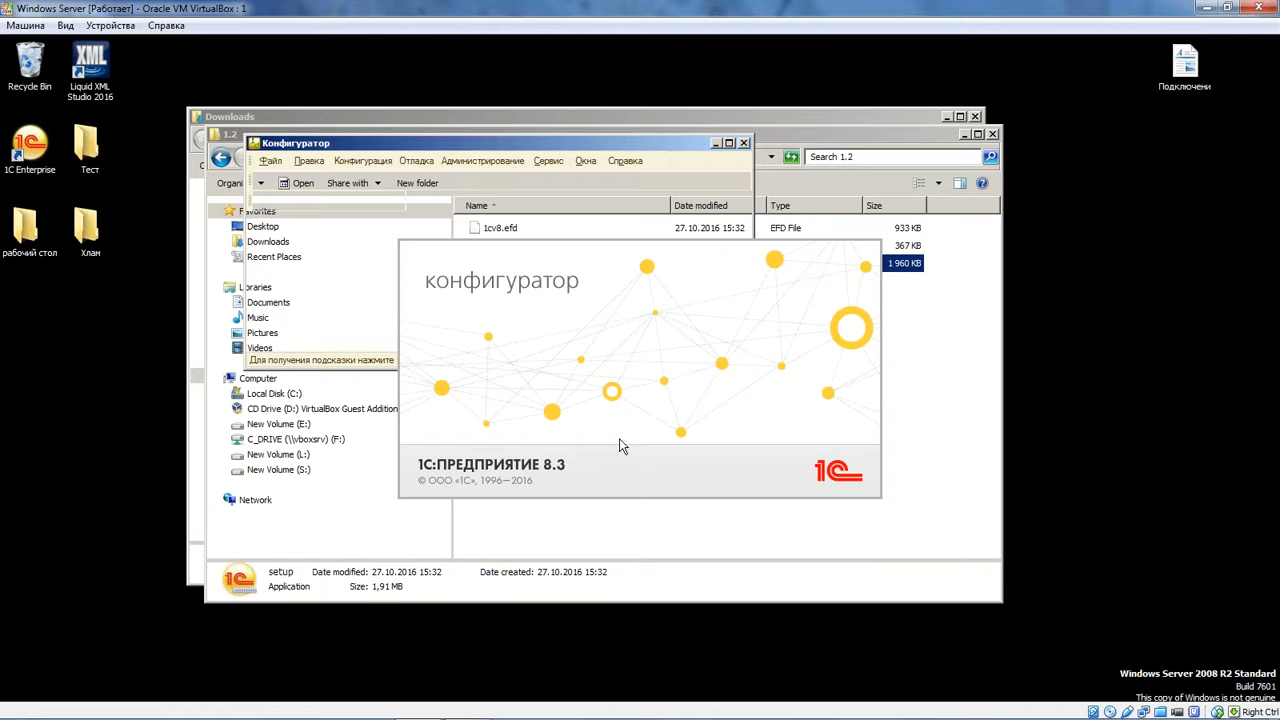 Windows Server [Работает] - Oracle VM VirtualBox : 1
Машина Вид Устройства Справка
Recycle Bin
XML
Liquid XML
Studio 2016
1C Enterprise
Тест
рабочий стол
Хлам
Подключени
Downloads
1.2
Search 1.2
Конфигуратор
Файл Правка Конфигурация Отладка Администрирование Сервис Окна Справка
Organi
Open Share with New folder
Name Date modified Type Size
1cv8.efd 27.10.2016 15:32 EFD File 933 KB
367 KB
1 960 KB
Favorites
Desktop
Downloads
Recent Places
Libraries
Documents
Music
Pictures
Videos
Для получения подсказки нажмите
Computer
Local Disk (C:)
CD Drive (D:) VirtualBox Guest Addition
New Volume (E:)
C_DRIVE (\\vboxsrv) (F:)
New Volume (L:)
New Volume (S:)
Network
конфигуратор
1С:ПРЕДПРИЯТИЕ 8.3
© ООО «1С», 1996—2016
1С
setup Date modified: 27.10.2016 15:32 Date created: 27.10.2016 15:32
Application Size: 1,91 MB
Windows Server 2008 R2 Standard
Build 7601
This copy of Windows is not genuine
Right Ctrl